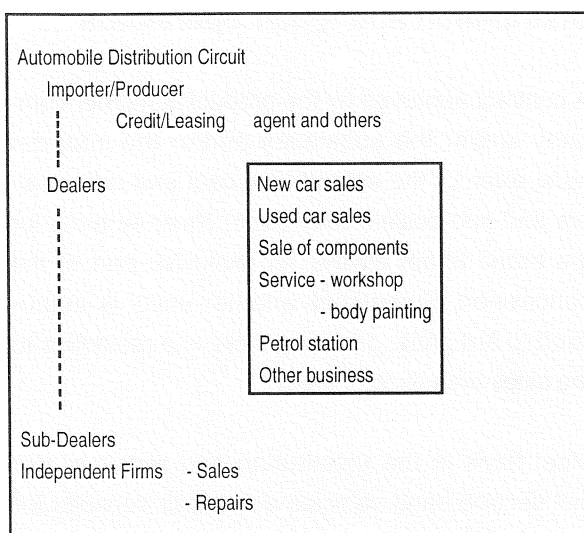 Automobile Distribution Circuit
Importer/Producer
Credit/Leasing agent and others
Dealers
New car sales
Used car sales
Sale of components
Service - workshop
- body painting
Petrol station
Other business
Sub-Dealers
Independent Firms - Sales
- Repairs